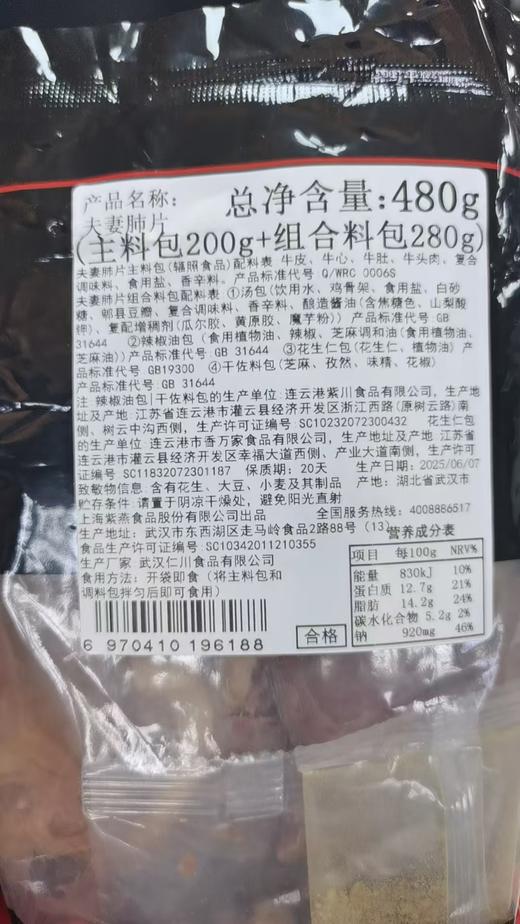 产品名称:
夫妻肺片
总净含量:480g
(主料包200g+组合料包280g)
夫妻肺片主料包(辐照食品)配料表 牛皮、牛心、牛肚、牛头肉、复合
调味料、食用盐、香辛料。产品标准代号 Q/WRC 0006S
夫妻肺片组合料包配料表 ①汤包(饮用水、鸡骨架、食用盐、白砂
糖、郫县豆瓣、复合调味料、香辛料、酿造酱油(含焦糖色、山梨酸
钾)、复配增稠剂(瓜尔胶、黄原胶、魔芋粉)) 产品标准代号 GB
31644 ②辣椒油包(食用植物油、辣椒、芝麻调和油(食用植物油、
芝麻油))产品标准代号:GB 31644 ③花生仁包(花生仁、植物油) 产
品标准代号 GB19300 ④干佐料包(芝麻、孜然、味精、花椒)
产品标准代号:GB 31644
注 辣椒油包|干佐料包的生产单位:连云港紫川食品有限公司,生产地
址及产地:江苏省连云港市灌云县经济开发区浙江西路(原树云路)南
侧、树云中沟西侧,生产许可证编号 SC10232072300432 花生仁包
的生产单位 连云港市香万家食品有限公司,生产地址及产地 江苏省
连云港市灌云县经济开发区幸福大道西侧、产业大道南侧,生产许可
证编号 SC11832072301187 保质期:20天 生产日期:2025/06/07
致敏物信息 含有花生、大豆、小麦及其制品 产地:湖北省武汉市
贮存条件 请置于阴凉干燥处,避免阳光直射
上海紫燕食品股份有限公司出品 全国服务热线:4008886517
生产地址:武汉市东西湖区走马岭食品2路88号(13)
食品生产许可证编号 SC10342011210355
生产厂家 武汉仁川食品有限公司
食用方法:开袋即食(将主料包和
调料包拌匀后即可食用)
营养成分表
项目 每100g NRV%
能量 830kJ 10%
蛋白质 12.7g 21%
脂肪 14.2g 24%
碳水化合物 5.2g 2%
钠 920mg 46%
6 970410 196188
合格